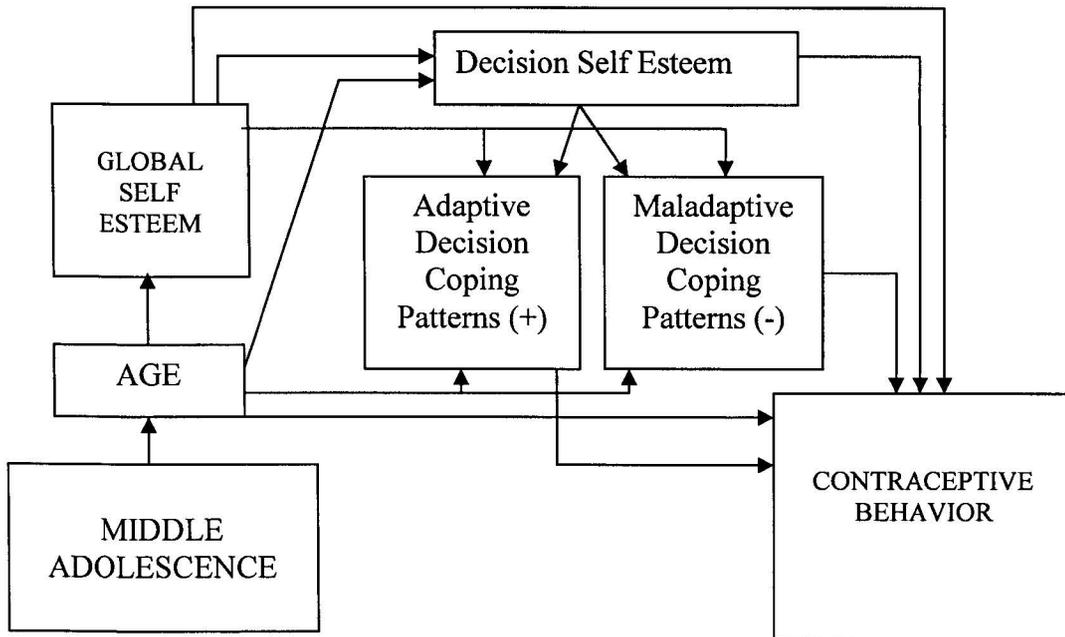 Decision Self Esteem
GLOBAL
SELF
ESTEEM
Adaptive
Decision
Coping
Patterns (+)
Maladaptive
Decision
Coping
Patterns (-)
AGE
MIDDLE
ADOLESCENCE
CONTRACEPTIVE
BEHAVIOR